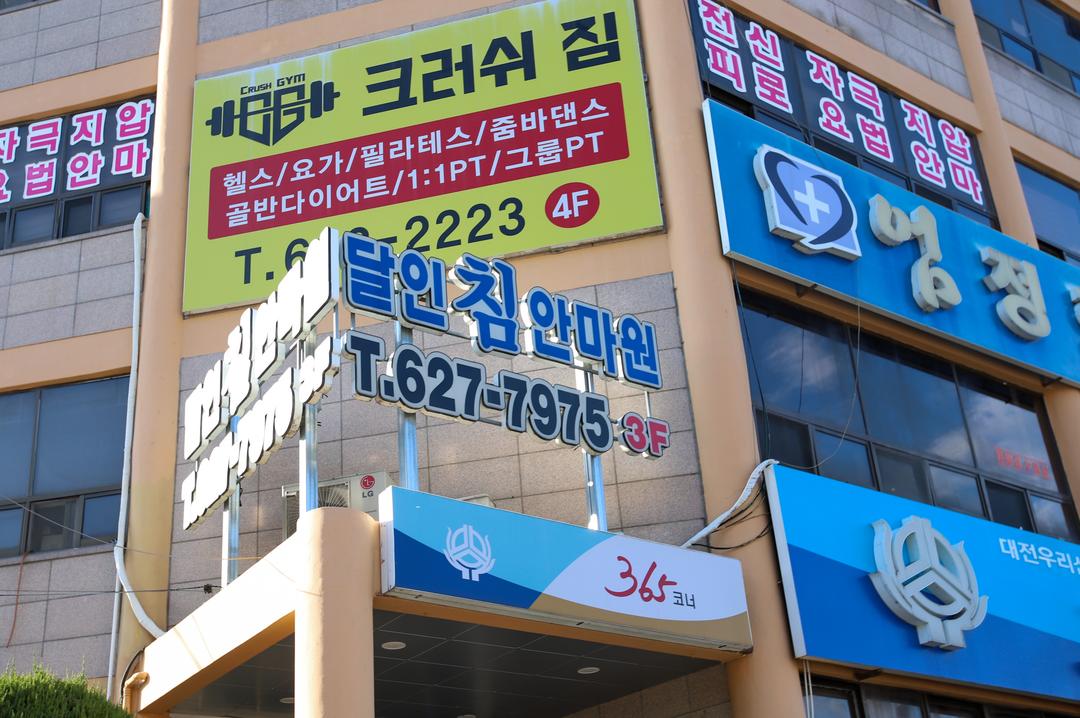 자극지압
요법안마
CRUSH GYM
크러쉬 짐
헬스/요가/필라테스/줌바댄스
골반다이어트/1:1PT/그룹PT
4F
2223
전신 자극지압
피로 요법안마
달인침안마원
T.627-7975 3F
LG
365코너
정
대전우리신